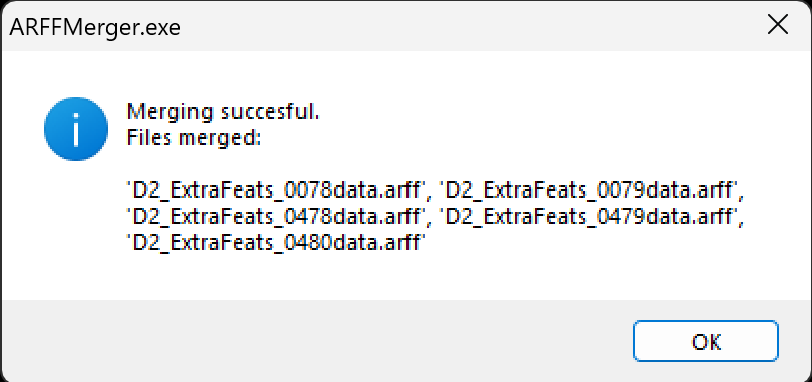 ARFFMerger.exe
Merging succesful.
Files merged:
'D2_ExtraFeats_0078data.arff', 'D2_ExtraFeats_0079data.arff',
'D2_ExtraFeats_0478data.arff', 'D2_ExtraFeats_0479data.arff',
'D2_ExtraFeats_0480data.arff'
OK